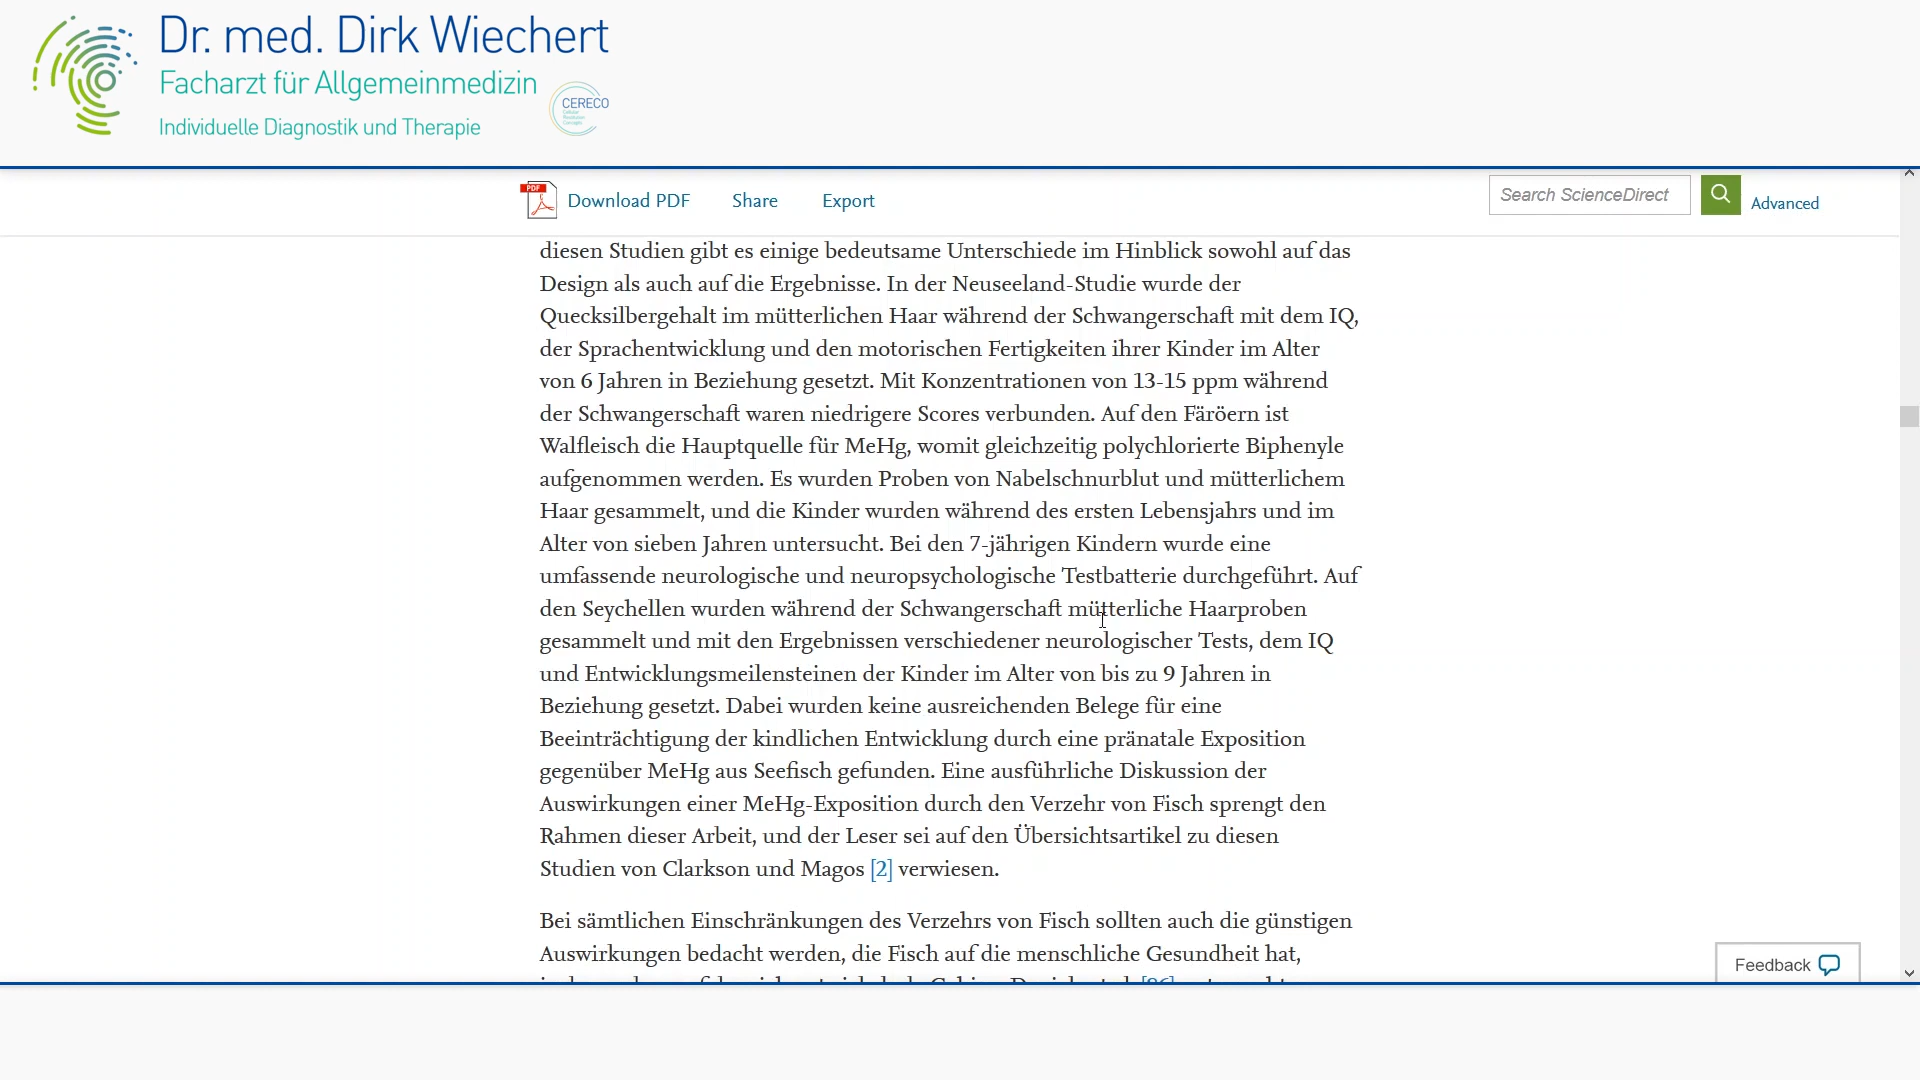 Dr. med. Dirk Wiechert
Facharzt für Allgemeinmedizin
CERECO
Individuelle Diagnostik und Therapie
PDF
Download PDF
Share
Export
Search ScienceDirect
Advanced
diesen Studien gibt es einige bedeutsame Unterschiede im Hinblick sowohl auf das
Design als auch auf die Ergebnisse. In der Neuseeland-Studie wurde der
Quecksilbergehalt im mütterlichen Haar während der Schwangerschaft mit dem IQ,
der Sprachentwicklung und den motorischen Fertigkeiten ihrer Kinder im Alter
von 6 Jahren in Beziehung gesetzt. Mit Konzentrationen von 13-15 ppm während
der Schwangerschaft waren niedrigere Scores verbunden. Auf den Färöern ist
Walfleisch die Hauptquelle für MeHg, womit gleichzeitig polychlorierte Biphenyle
aufgenommen werden. Es wurden Proben von Nabelschnurblut und mütterlichem
Haar gesammelt, und die Kinder wurden während des ersten Lebensjahrs und im
Alter von sieben Jahren untersucht. Bei den 7-jährigen Kindern wurde eine
umfassende neurologische und neuropsychologische Testbatterie durchgeführt. Auf
den Seychellen wurden während der Schwangerschaft mütterliche Haarproben
gesammelt und mit den Ergebnissen verschiedener neurologischer Tests, dem IQ
und Entwicklungsmeilensteinen der Kinder im Alter von bis zu 9 Jahren in
Beziehung gesetzt. Dabei wurden keine ausreichenden Belege für eine
Beeinträchtigung der kindlichen Entwicklung durch eine pränatale Exposition
gegenüber MeHg aus Seefisch gefunden. Eine ausführliche Diskussion der
Auswirkungen einer MeHg-Exposition durch den Verzehr von Fisch sprengt den
Rahmen dieser Arbeit, und der Leser sei auf den Übersichtsartikel zu diesen
Studien von Clarkson und Magos [2] verwiesen.
Bei sämtlichen Einschränkungen des Verzehrs von Fisch sollten auch die günstigen
Auswirkungen bedacht werden, die Fisch auf die menschliche Gesundheit hat,
Feedback